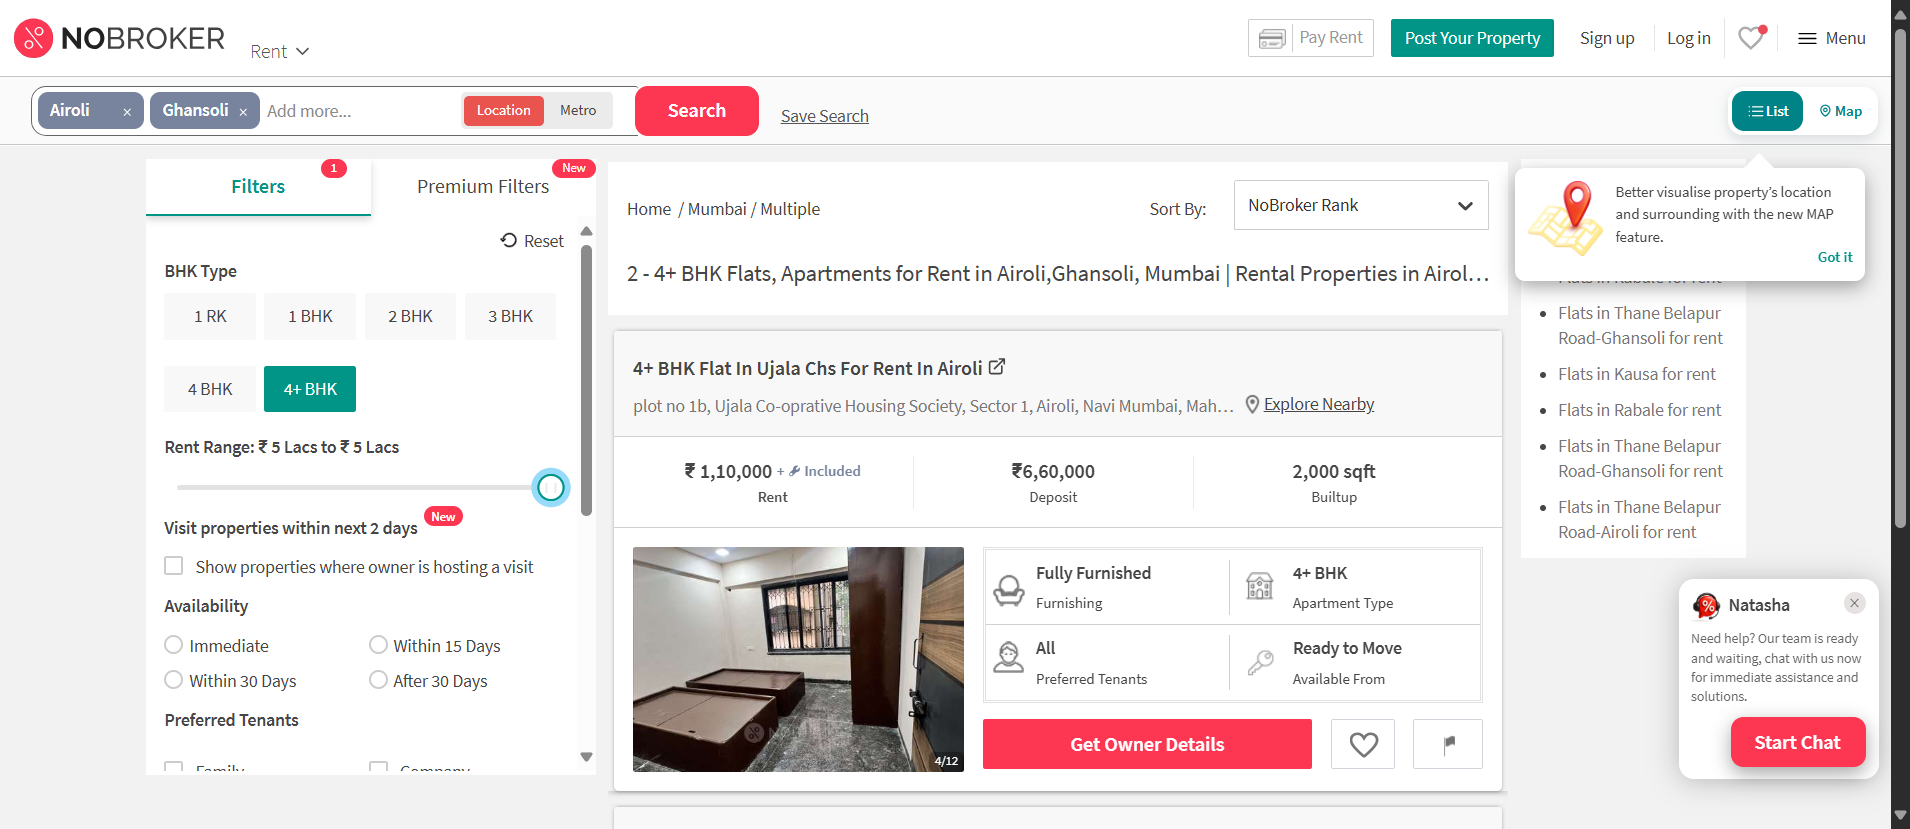 NOBROKER
Rent
Pay Rent
Post Your Property
Sign up
Log in
Menu
Airoli ×
Ghansoli ×
Add more...
Location
Metro
Search
Save Search
List
Map
Filters
1
Premium Filters
New
Reset
BHK Type
1 RK
1 BHK
2 BHK
3 BHK
4 BHK
4+ BHK
Rent Range: ₹ 5 Lacs to ₹ 5 Lacs
Visit properties within next 2 days
New
Show properties where owner is hosting a visit
Availability
Immediate
Within 15 Days
Within 30 Days
After 30 Days
Preferred Tenants
Family
Company
Home / Mumbai / Multiple
Sort By:
NoBroker Rank
2 - 4+ BHK Flats, Apartments for Rent in Airoli,Ghansoli, Mumbai | Rental Properties in Airol...
4+ BHK Flat In Ujala Chs For Rent In Airoli
plot no 1b, Ujala Co-oprative Housing Society, Sector 1, Airoli, Navi Mumbai, Mah...
Explore Nearby
₹ 1,10,000 + Included
Rent
₹6,60,000
Deposit
2,000 sqft
Builtup
4/12
Fully Furnished
Furnishing
4+ BHK
Apartment Type
All
Preferred Tenants
Ready to Move
Available From
Get Owner Details
Better visualise property's location
and surrounding with the new MAP
feature.
Got it
Flats in Rabale for rent
Flats in Thane Belapur
Road-Ghansoli for rent
Flats in Kausa for rent
Flats in Rabale for rent
Flats in Thane Belapur
Road-Ghansoli for rent
Flats in Thane Belapur
Road-Airoli for rent
Natasha
Need help? Our team is ready
and waiting, chat with us now
for immediate assistance and
solutions.
Start Chat